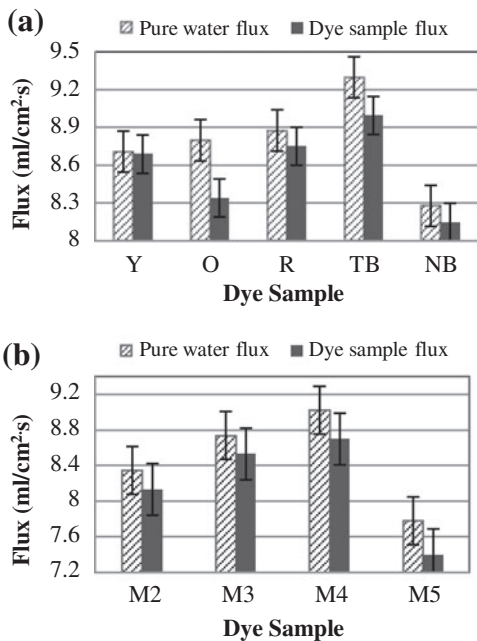 (a)
Pure water flux Dye sample flux
9.5
9.2
8.9
8.6
8.3
8
Flux (ml/cm²·s)
Y O R TB NB
Dye Sample
(b)
Pure water flux Dye sample flux
9.2
8.8
8.4
8
7.6
7.2
Flux (ml/cm²·s)
M2 M3 M4 M5
Dye Sample